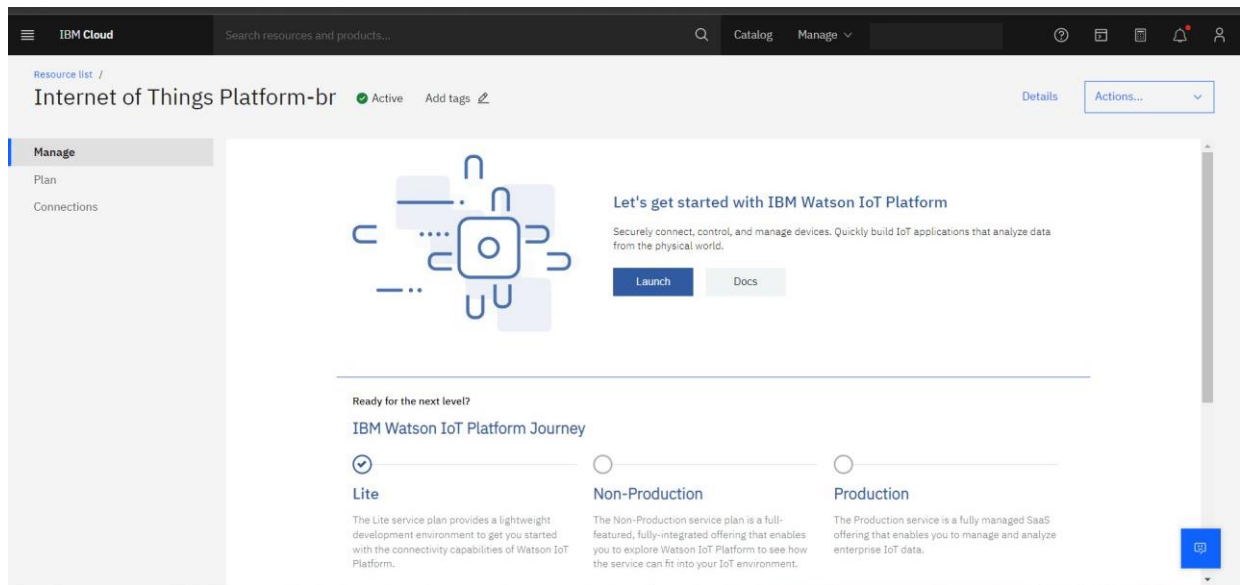 IBM Cloud
Search resources and products...
Catalog
Manage
Resource list /
Internet of Things Platform-br
Active
Add tags
Details
Actions...
Manage
Plan
Connections
Let's get started with IBM Watson IoT Platform
Securely connect, control, and manage devices. Quickly build IoT applications that analyze data
from the physical world.
Launch
Docs
Ready for the next level?
IBM Watson IoT Platform Journey
Lite
The Lite service plan provides a lightweight
development environment to get you started
with the connectivity capabilities of Watson IoT
Platform.
Non-Production
The Non-Production service plan is a full-
featured, fully-integrated offering that enables
you to explore Watson IoT Platform to see how
the service can fit into your IoT environment.
Production
The Production service is a fully managed SaaS
offering that enables you to manage and analyze
enterprise IoT data.